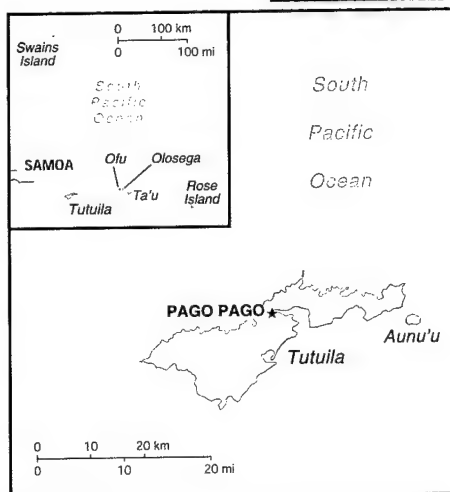 Swains
Island
0 100 km
0 100 mi
South
Pacific
Ocean
Ofu Olosega
SAMOA
Ta'u
Tutuila
Rose
Island
South
Pacific
Ocean
PAGO PAGO
Aunu'u
Tutuila
0 10 20 km
0 10 20 mi